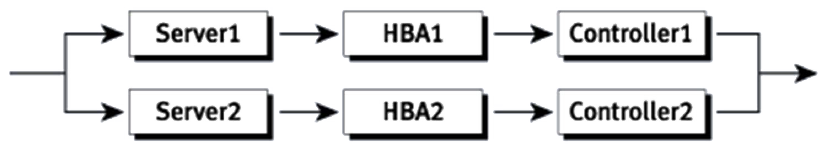 Server1 HBA1 Controller1
Server2 HBA2 Controller2